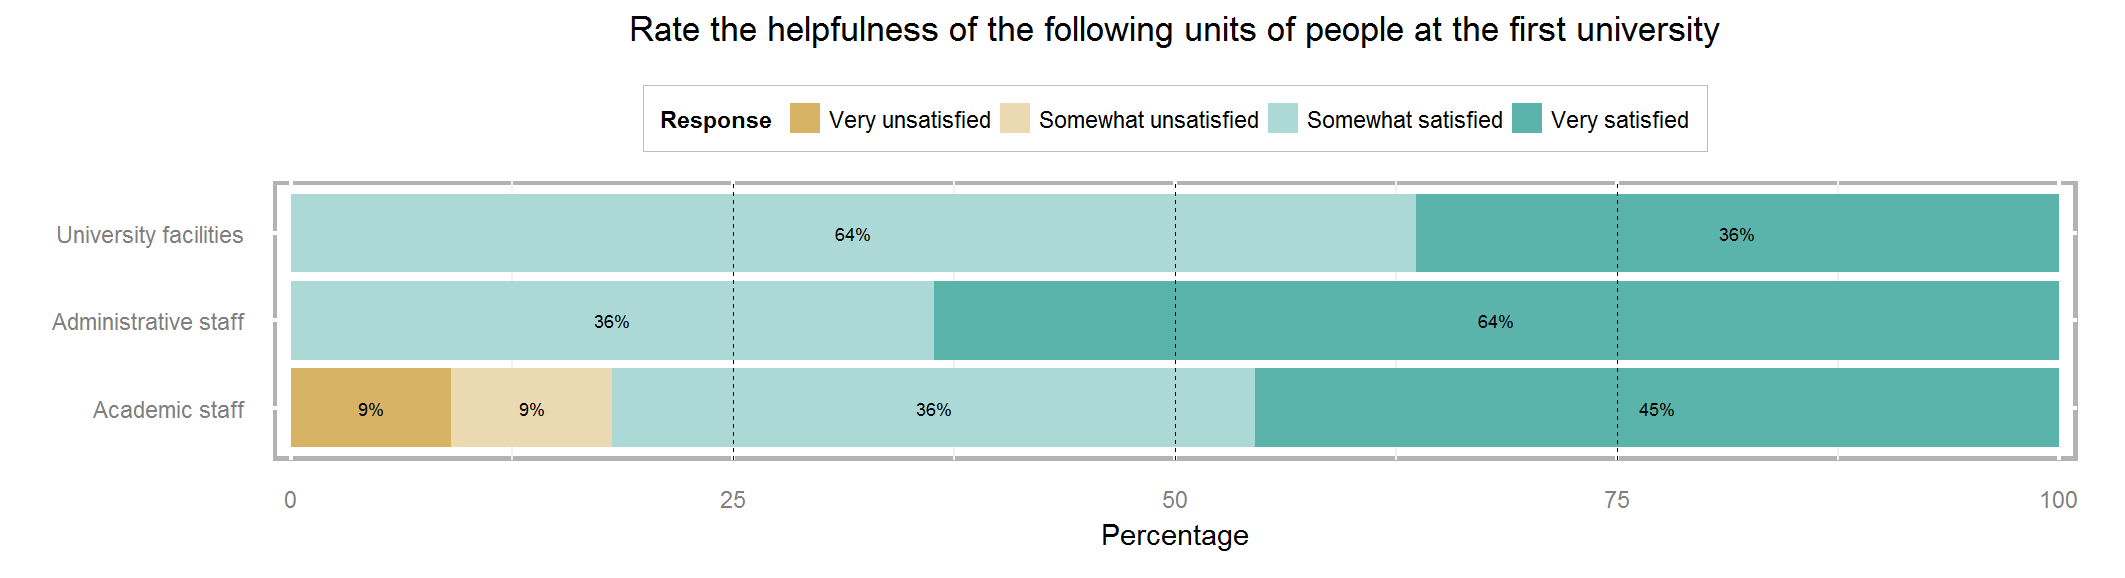 Rate the helpfulness of the following units of people at the first university
Response Very unsatisfied Somewhat unsatisfied Somewhat satisfied Very satisfied
University facilities 64% 36%
Administrative staff 36% 64%
Academic staff 9% 9% 36% 45%
0 25 50 75 100
Percentage